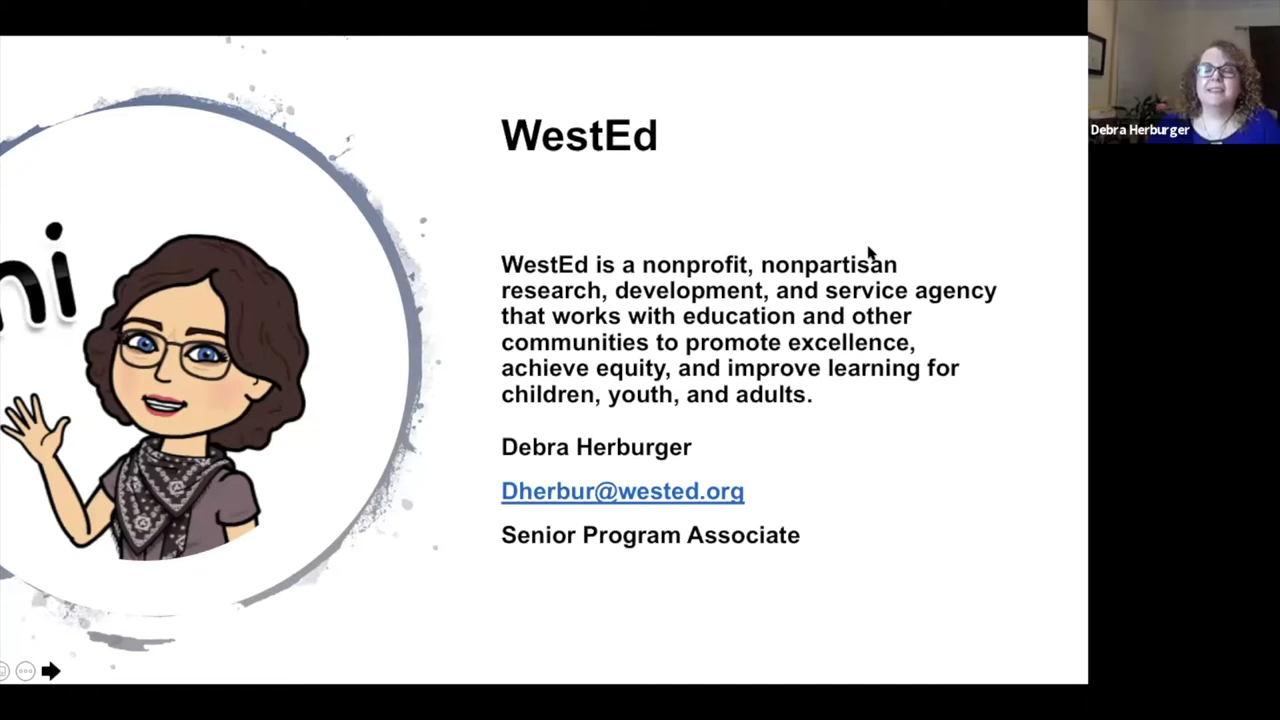 WestEd
Debra Herburger
hi
WestEd is a nonprofit, nonpartisan
research, development, and service agency
that works with education and other
communities to promote excellence,
achieve equity, and improve learning for
children, youth, and adults.
Debra Herburger
Dherbur@wested.org
Senior Program Associate